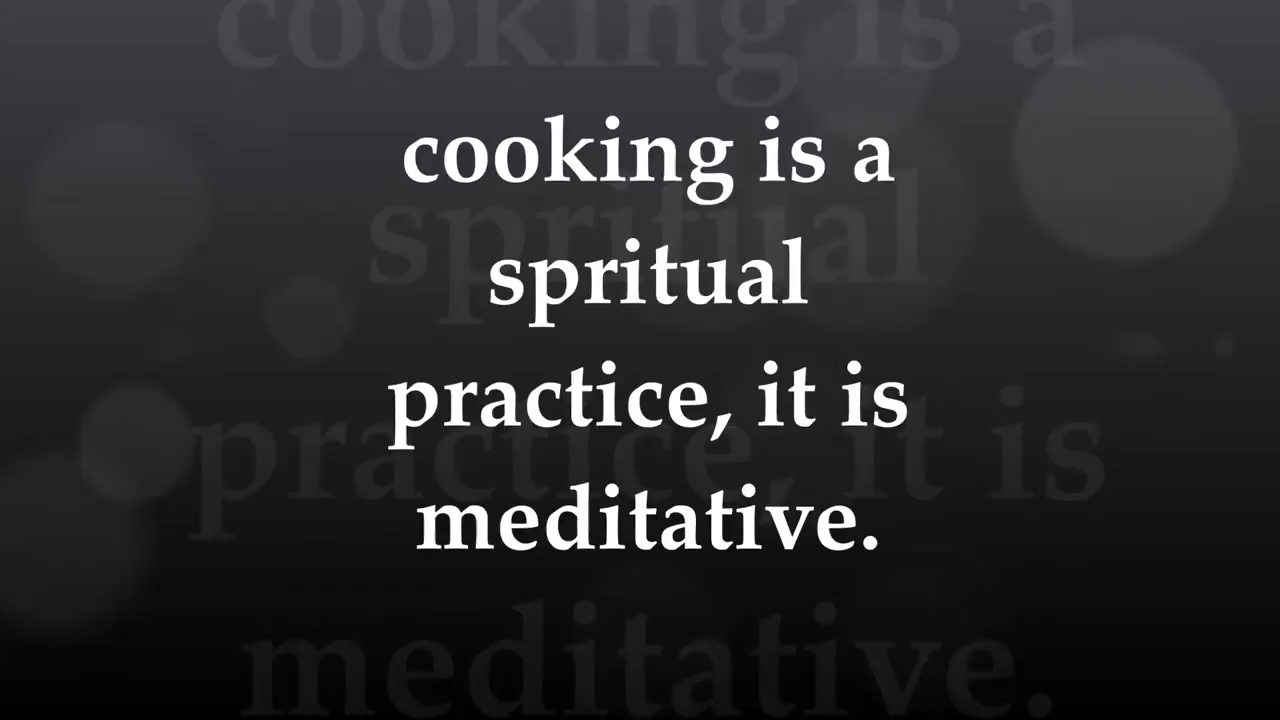 cooking is a
spritual
practice, it is
meditative.